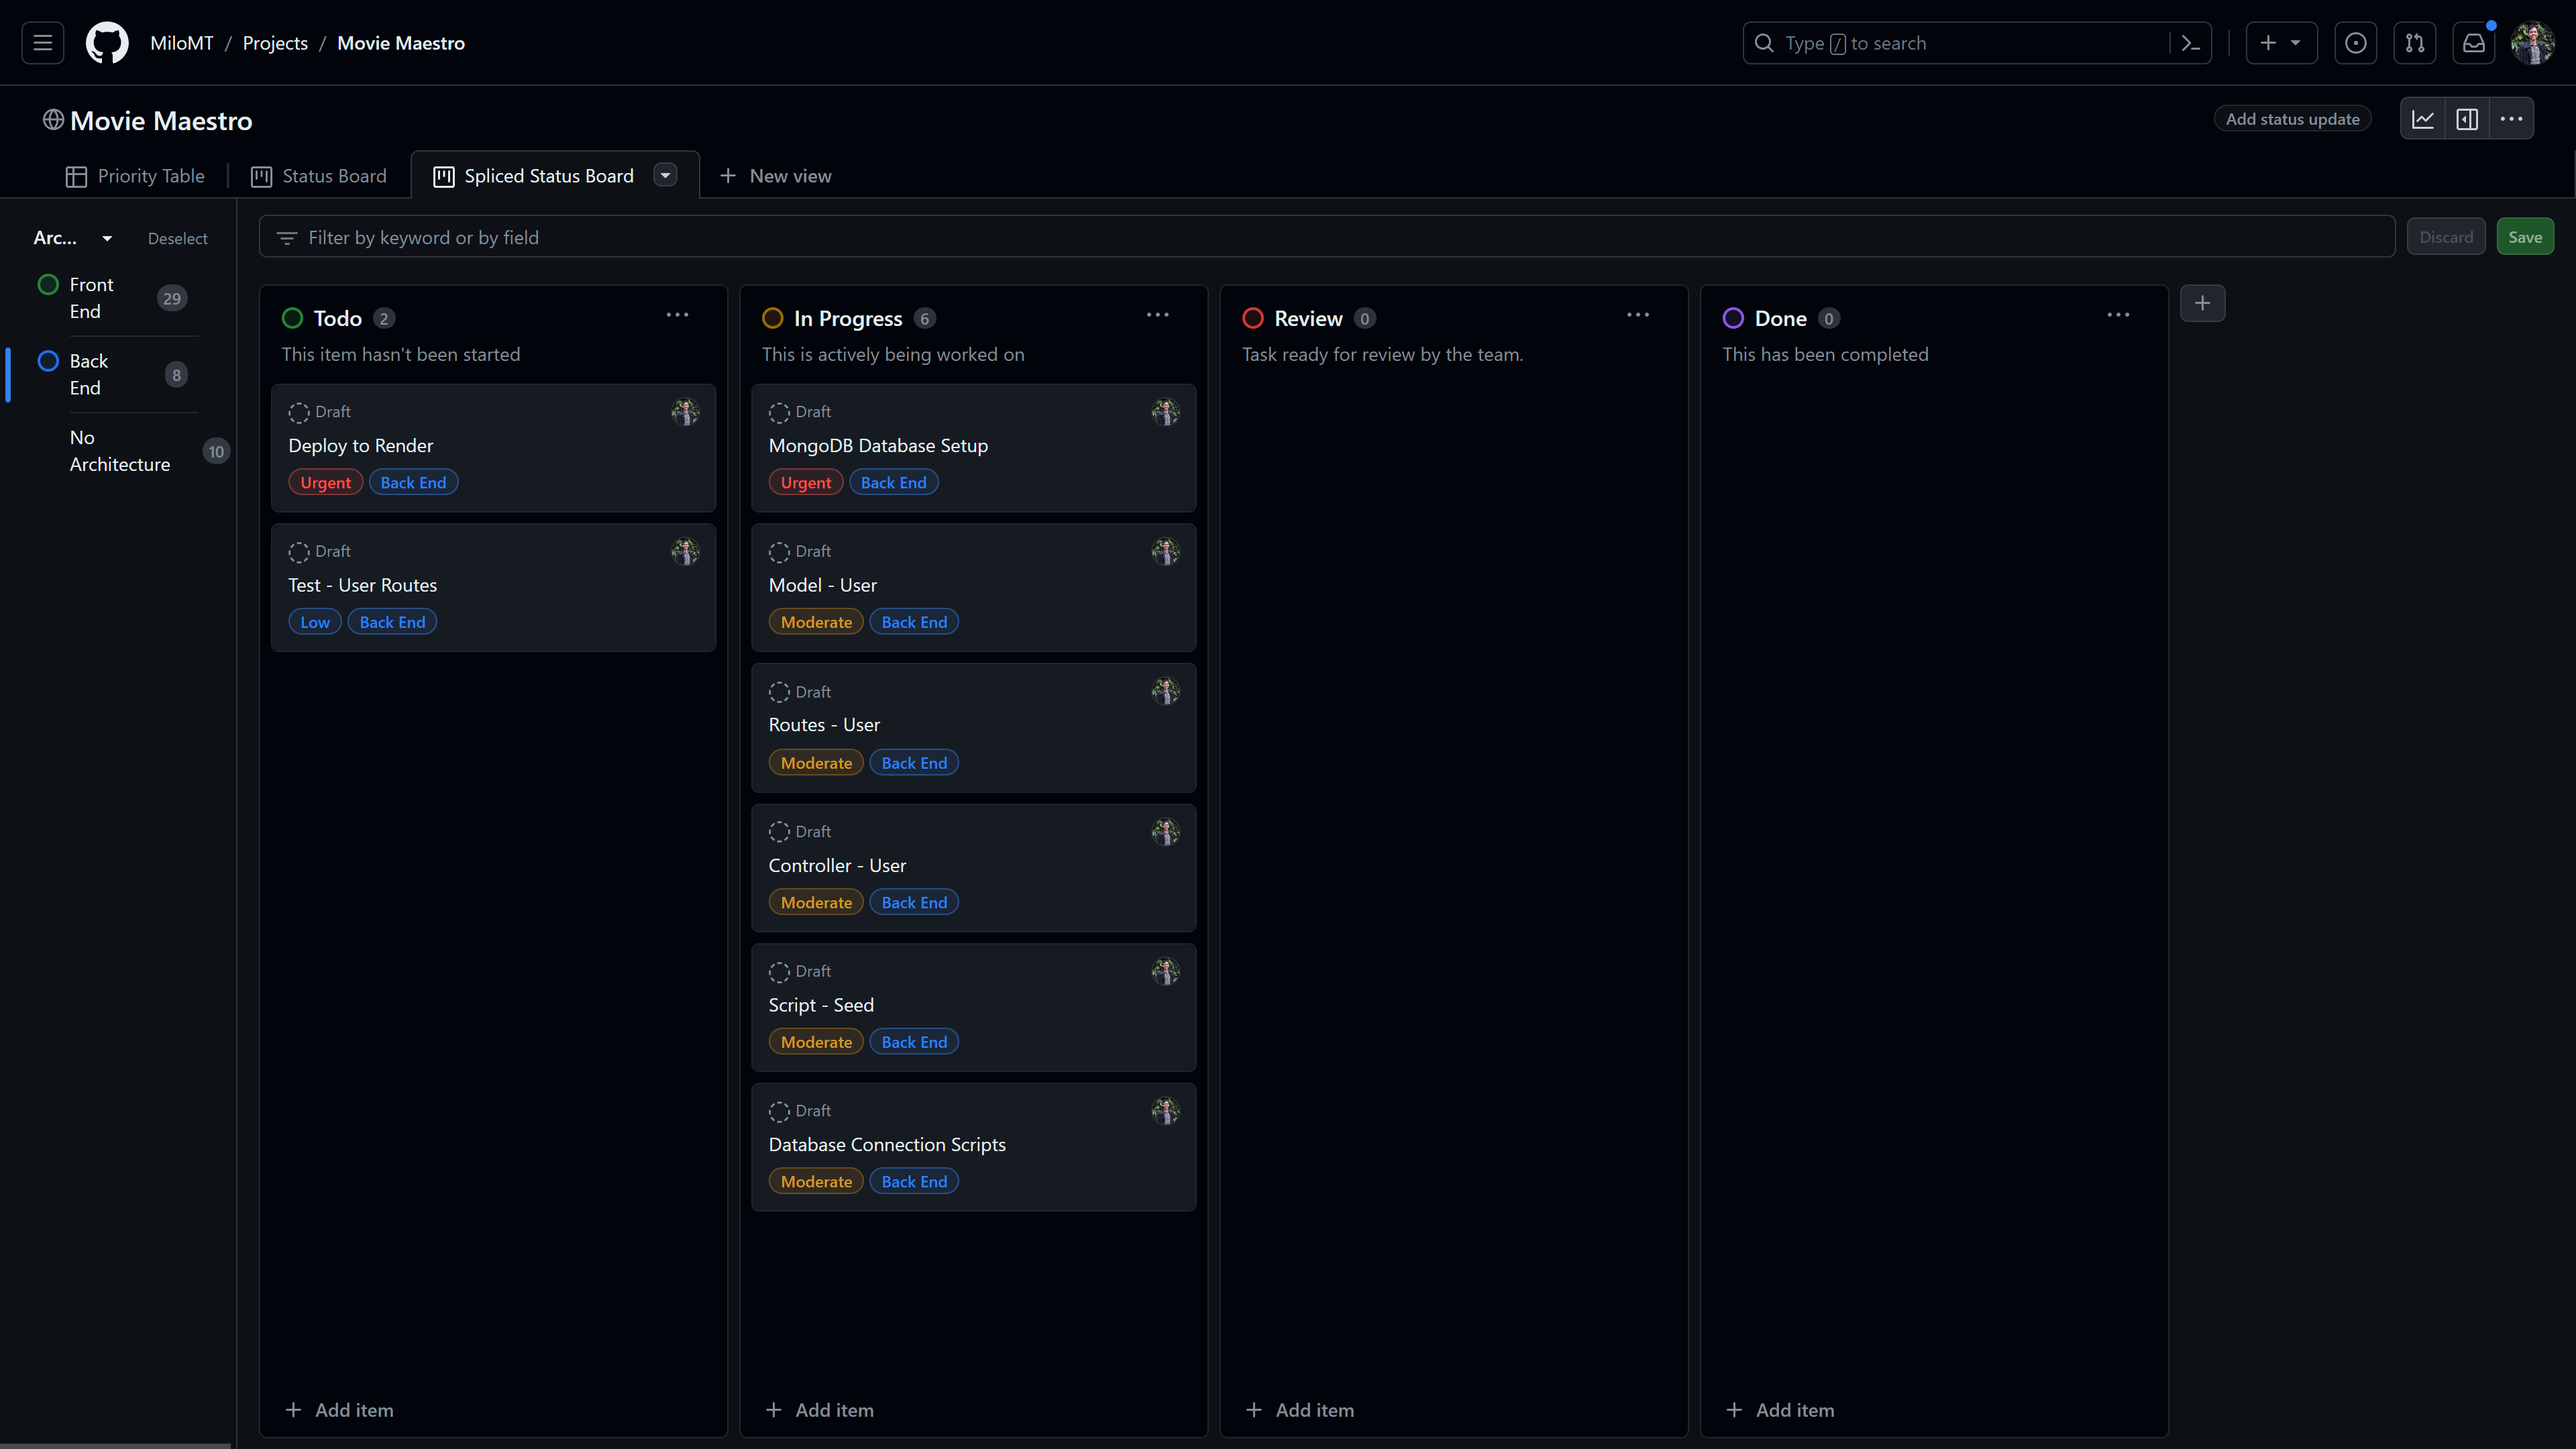 MiloMT / Projects / Movie Maestro
Type / to search
Movie Maestro
Add status update
Priority Table
Status Board
Spliced Status Board
New view
Arc...
Deselect
Front
End
29
Back
End
8
No
Architecture
10
Filter by keyword or by field
Discard
Save
Todo 2
This item hasn't been started
Draft
Deploy to Render
Urgent Back End
Draft
Test - User Routes
Low Back End
Add item
In Progress 6
This is actively being worked on
Draft
MongoDB Database Setup
Urgent Back End
Draft
Model - User
Moderate Back End
Draft
Routes - User
Moderate Back End
Draft
Controller - User
Moderate Back End
Draft
Script - Seed
Moderate Back End
Draft
Database Connection Scripts
Moderate Back End
Add item
Review 0
Task ready for review by the team.
Add item
Done 0
This has been completed
Add item